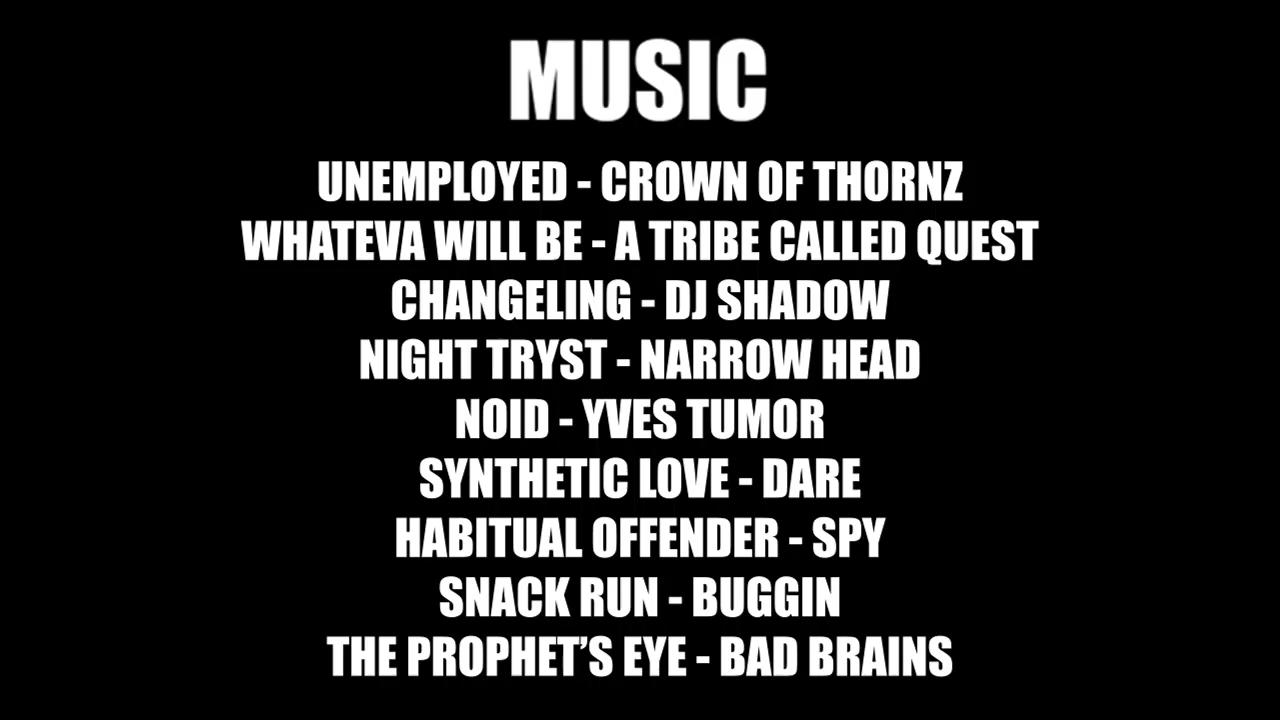 MUSIC
UNEMPLOYED - CROWN OF THORNZ
WHATEVA WILL BE - A TRIBE CALLED QUEST
CHANGELING - DJ SHADOW
NIGHT TRYST - NARROW HEAD
NOID - YVES TUMOR
SYNTHETIC LOVE - DARE
HABITUAL OFFENDER - SPY
SNACK RUN - BUGGIN
THE PROPHET’S EYE - BAD BRAINS